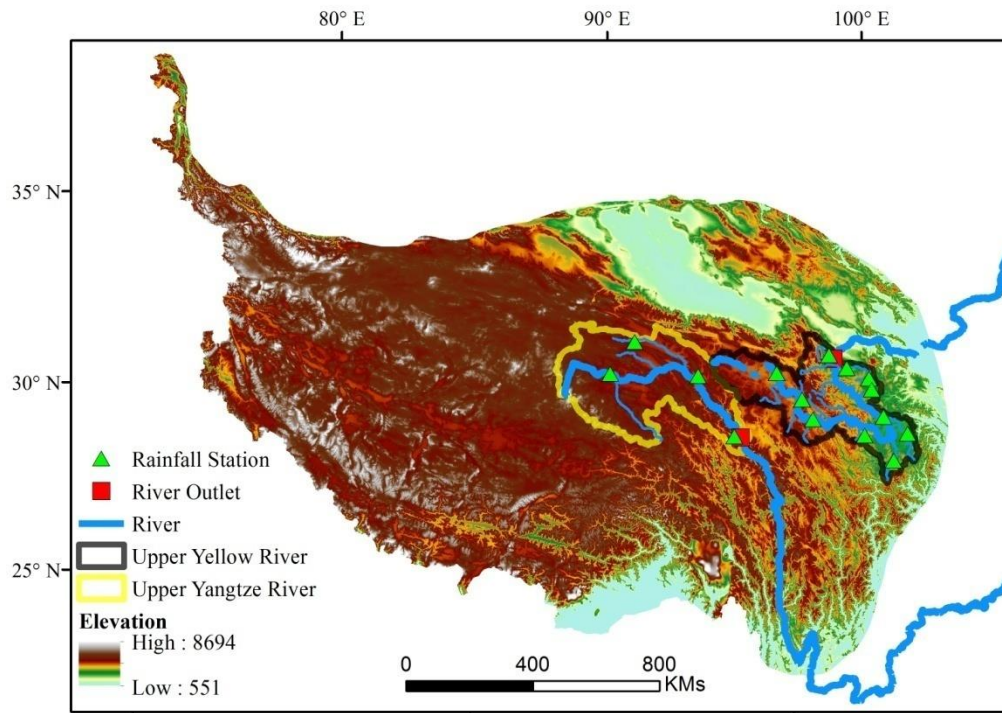 80° E 90° E 100° E
35° N
30° N
25° N
Rainfall Station
River Outlet
River
Upper Yellow River
Upper Yangtze River
Elevation
High : 8694
Low : 551
0 400 800
KMs